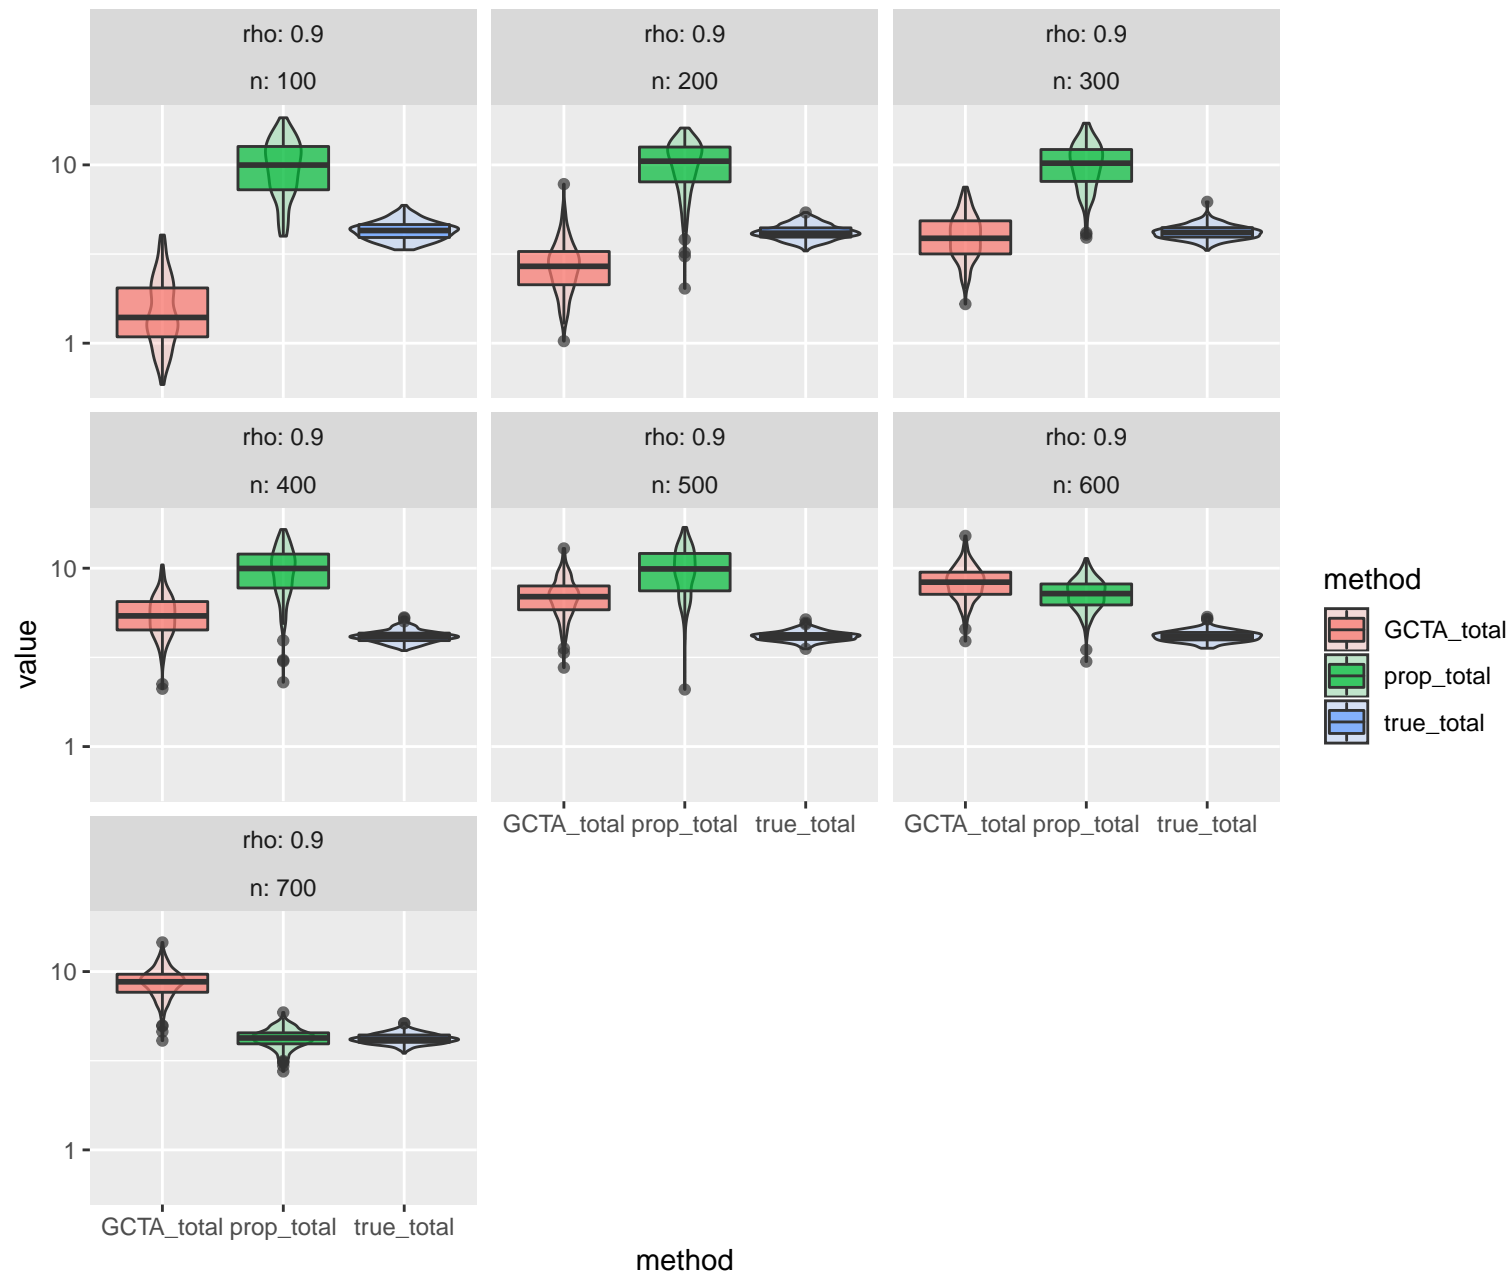 rho: 0.9
rho: 0.9
rho: 0.9
n: 100
n: 200
n: 300
10
1
rho: 0.9
rho: 0.9
rho: 0.9
n: 400
n: 500
n: 600
10
1
value
method
GCTA_total
prop_total
true_total
GCTA_total prop_total true_total
GCTA_total prop_total true_total
rho: 0.9
n: 700
10
1
GCTA_total prop_total true_total
method